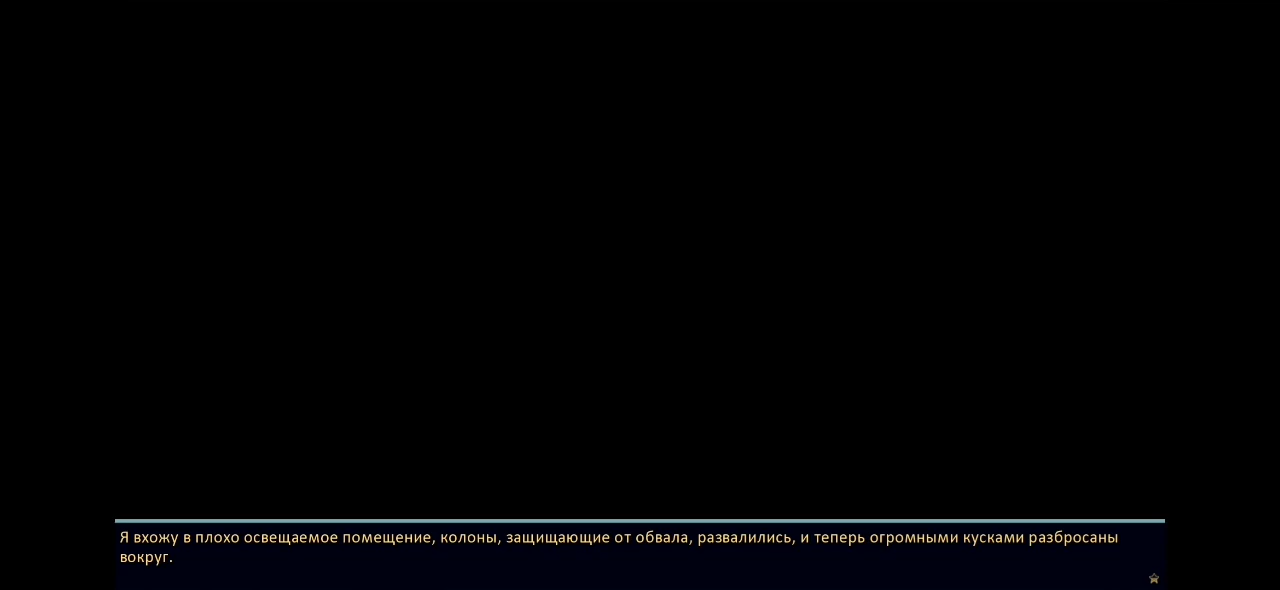 Я вхожу в плохо освещаемое помещение, колоны, защищающие от обвала, развалились, и теперь огромными кусками разбросаны
вокруг.